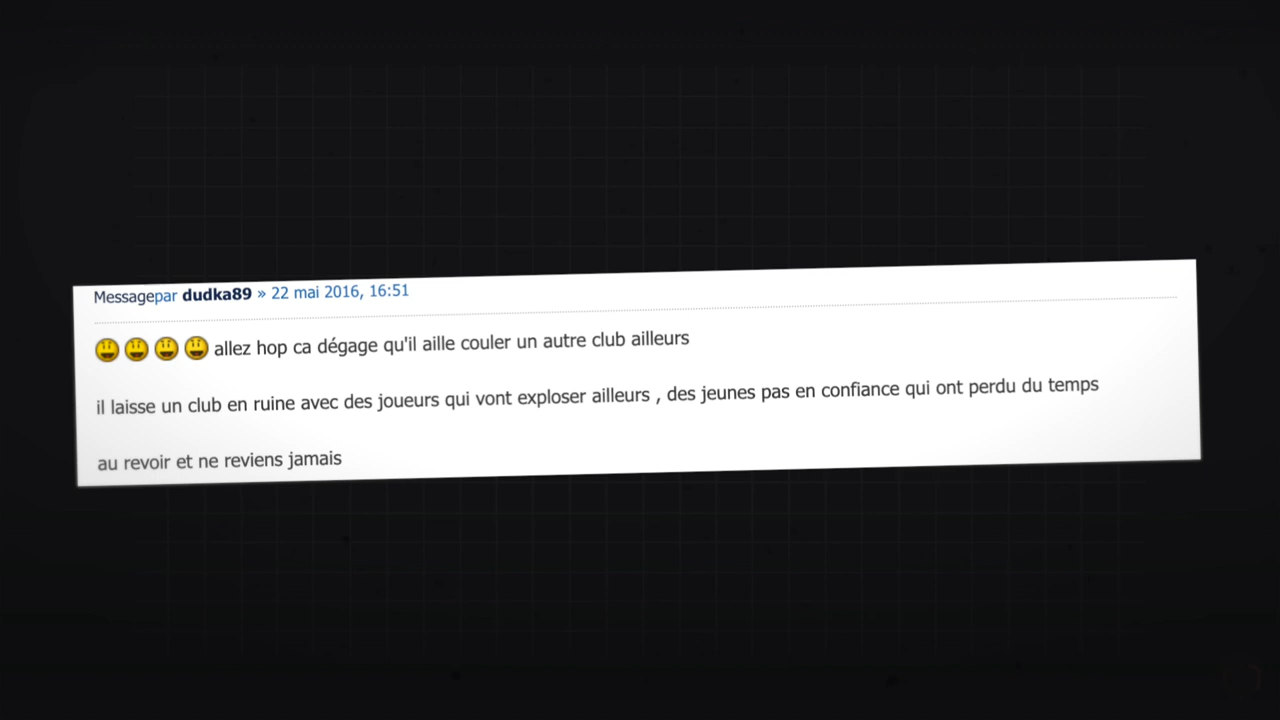 Messagepar dudka89 » 22 mai 2016, 16:51
allez hop ca dégage qu'il aille couler un autre club ailleurs
il laisse un club en ruine avec des joueurs qui vont exploser ailleurs , des jeunes pas en confiance qui ont perdu du temps
au revoir et ne reviens jamais